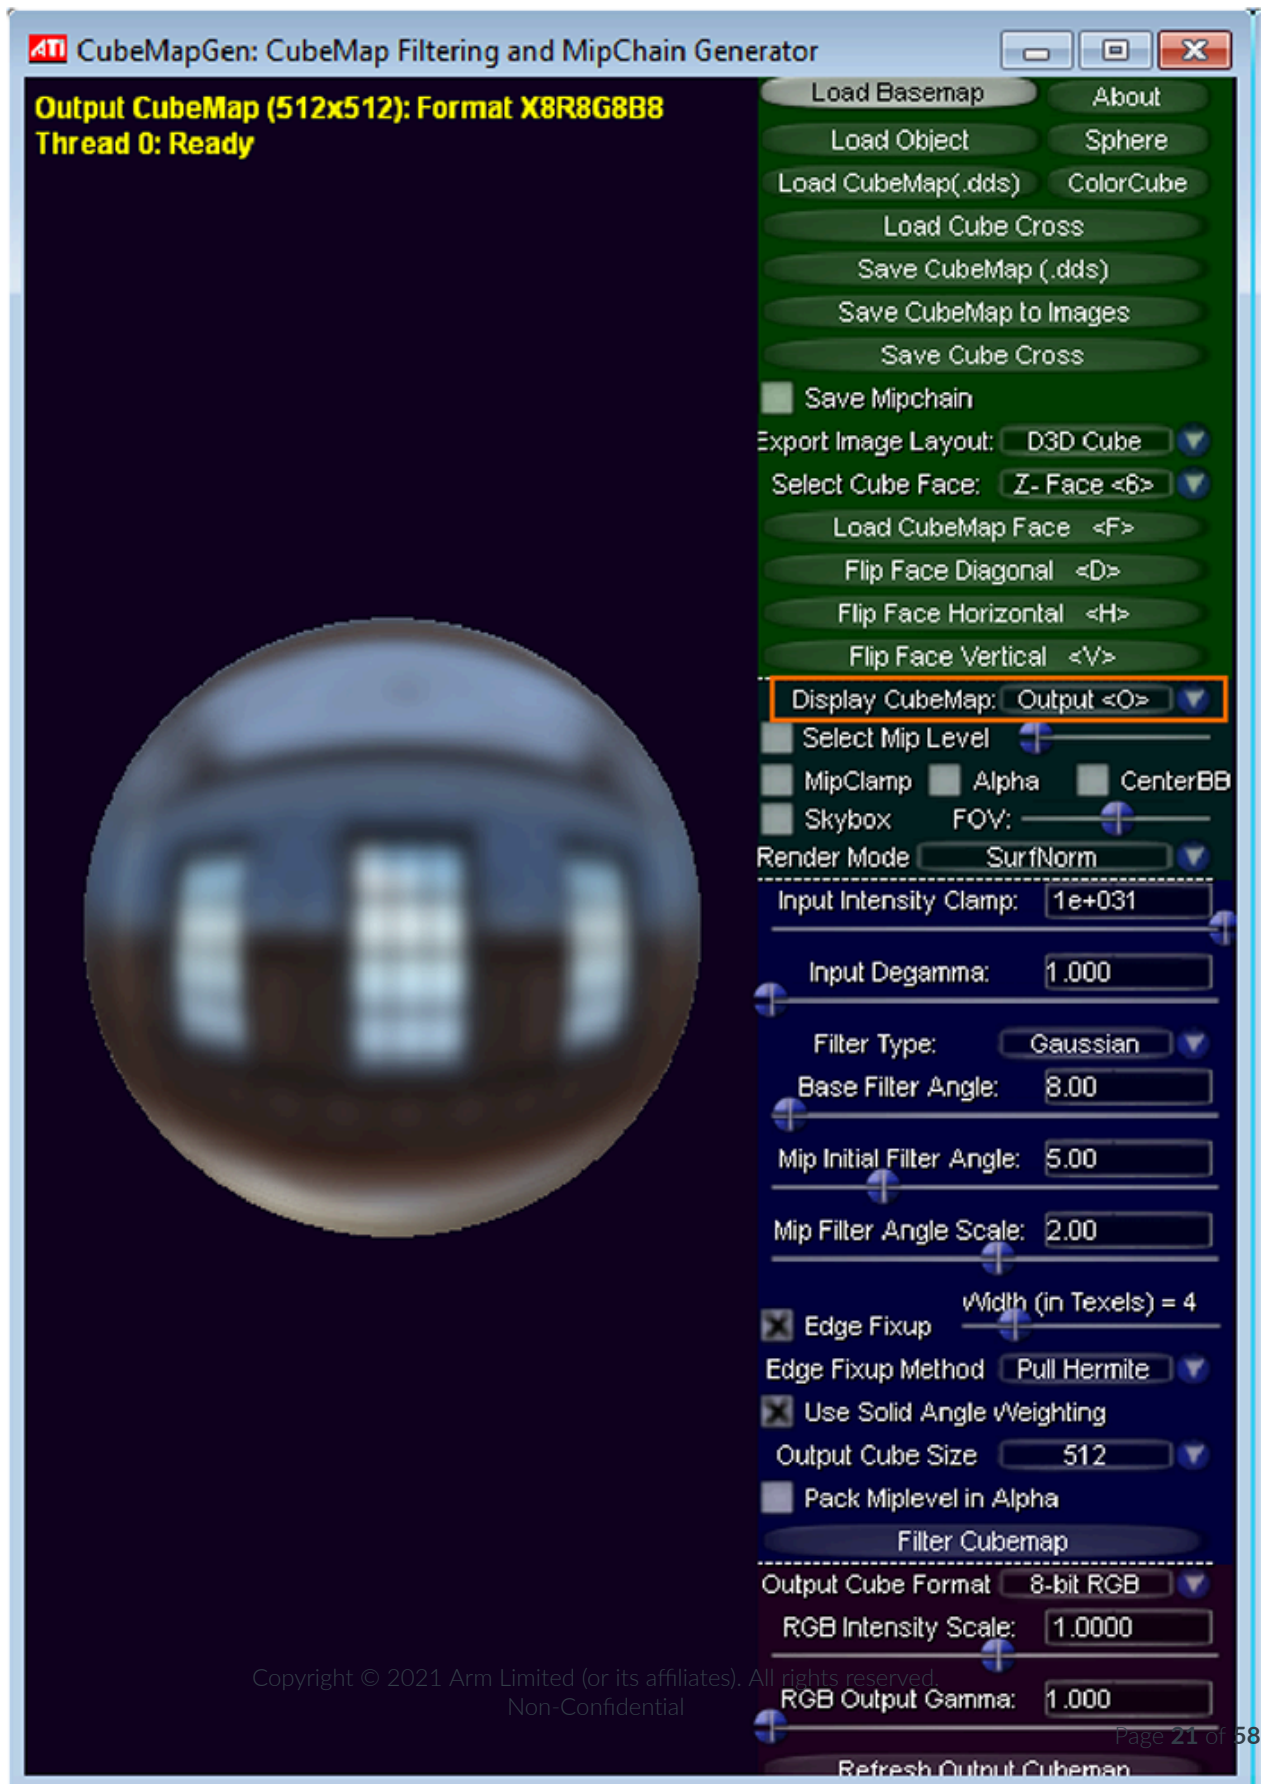 ATI CubeMapGen: CubeMap Filtering and MipChain Generator
Output CubeMap (512x512): Format X8R8G8B8
Thread 0: Ready
Load Basemap About
Load Object Sphere
Load CubeMap(.dds) ColorCube
Load Cube Cross
Save CubeMap (.dds)
Save CubeMap to Images
Save Cube Cross
Save Mipchain
Export Image Layout: D3D Cube
Select Cube Face: Z- Face <6>
Load CubeMap Face <F>
Flip Face Diagonal <D>
Flip Face Horizontal <H>
Flip Face Vertical <V>
Display CubeMap: Output <O>
Select Mip Level
MipClamp Alpha CenterBB
Skybox FOV:
Render Mode SurfNorm
Input Intensity Clamp: 1e+031
Input Degamma: 1.000
Filter Type: Gaussian
Base Filter Angle: 8.00
Mip Initial Filter Angle: 5.00
Mip Filter Angle Scale: 2.00
Width (in Texels) = 4
Edge Fixup
Edge Fixup Method Pull Hermite
Use Solid Angle Weighting
Output Cube Size 512
Pack Miplevel in Alpha
Filter Cubemap
Output Cube Format 8-bit RGB
RGB Intensity Scale: 1.0000
Copyright © 2021 Arm Limited (or its affiliates). All rights reserved.
Non-Confidential
RGB Output Gamma: 1.000
Page 21 of 58
Refresh Output Cubemap